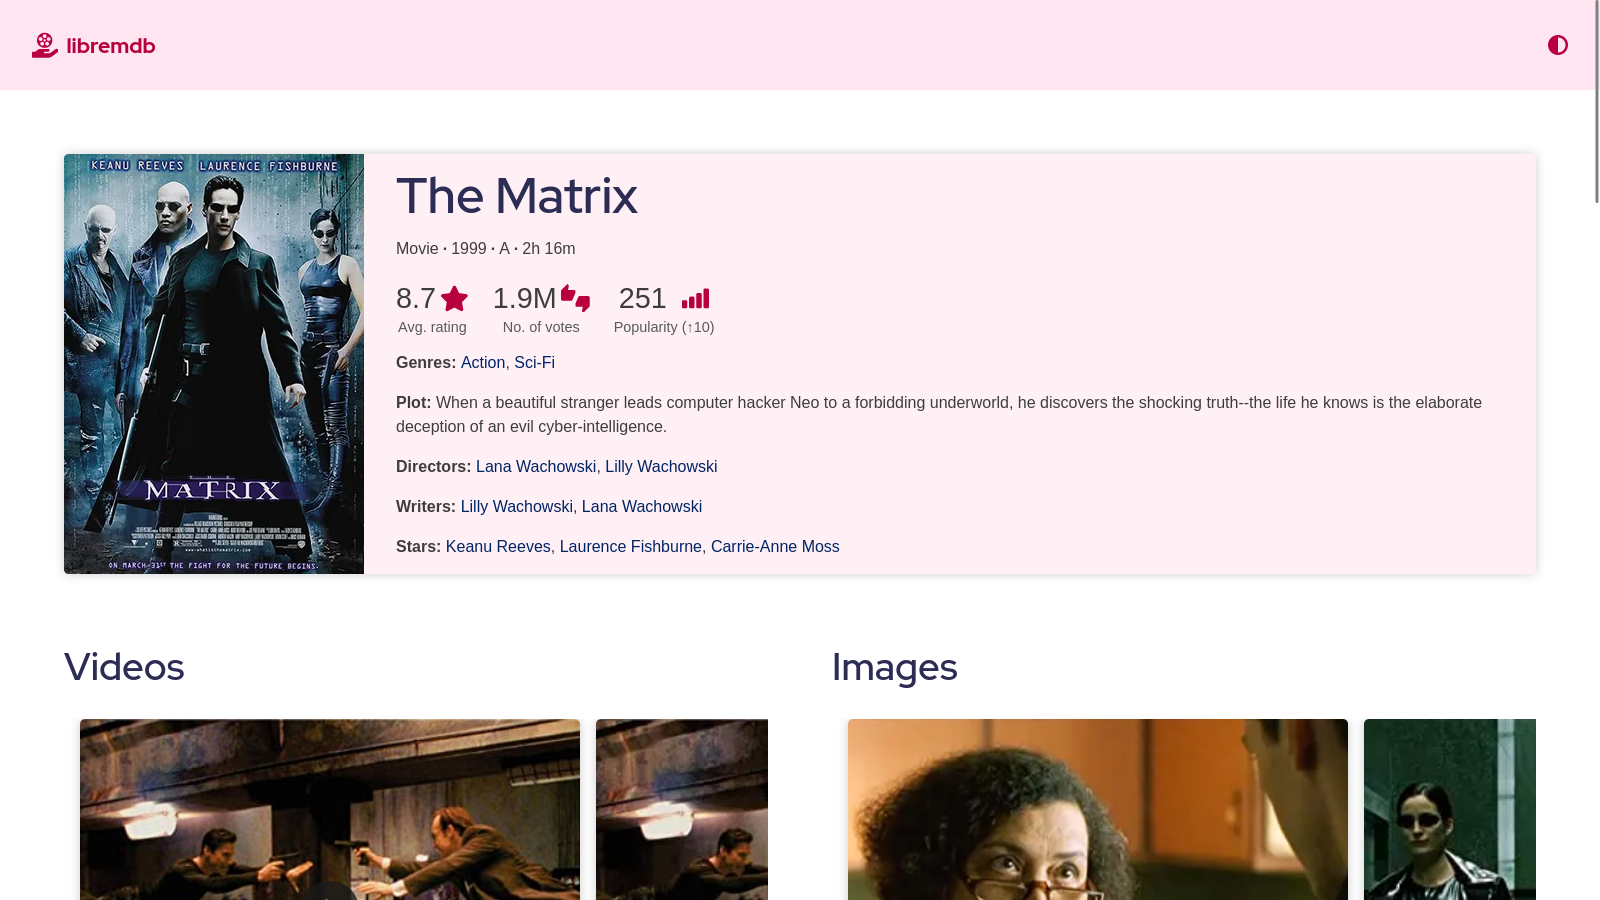 libremdb
KEANU REEVES LAURENCE FISHBURNE
THE
MATRIX
www.whatisthematrix.com
ON MARCH 31ST THE FIGHT FOR THE FUTURE BEGINS.
The Matrix
Movie · 1999 · A · 2h 16m
8.7 1.9M 251
Avg. rating No. of votes Popularity (↑10)
Genres: Action, Sci-Fi
Plot: When a beautiful stranger leads computer hacker Neo to a forbidding underworld, he discovers the shocking truth--the life he knows is the elaborate
deception of an evil cyber-intelligence.
Directors: Lana Wachowski, Lilly Wachowski
Writers: Lilly Wachowski, Lana Wachowski
Stars: Keanu Reeves, Laurence Fishburne, Carrie-Anne Moss
Videos
Images